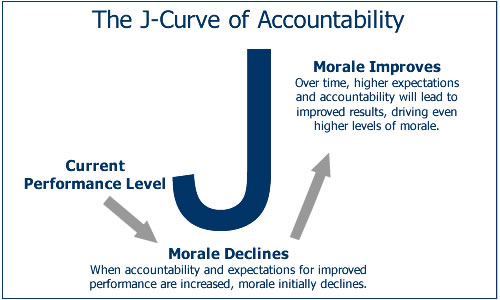 The J-Curve of Accountability
Morale Improves
Over time, higher expectations
and accountability will lead to
improved results, driving even
higher levels of morale.
J
Current
Performance Level
Morale Declines
When accountability and expectations for improved
performance are increased, morale initially declines.